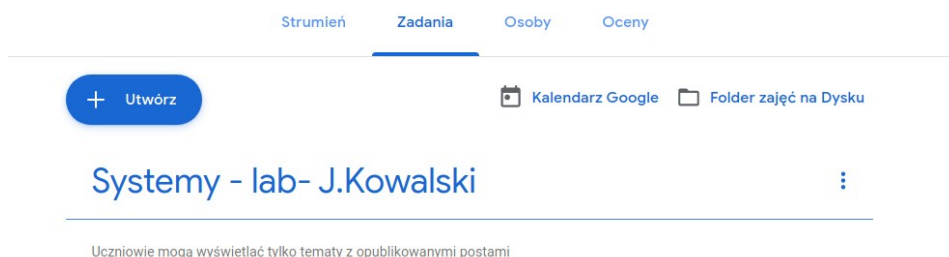 Strumień Zadania Osoby Oceny
Utwórz Kalendarz Google Folder zajęć na Dysku
Systemy - lab- J.Kowalski
Uczniowie mogą wyświetlać tylko tematy z opublikowanymi postami